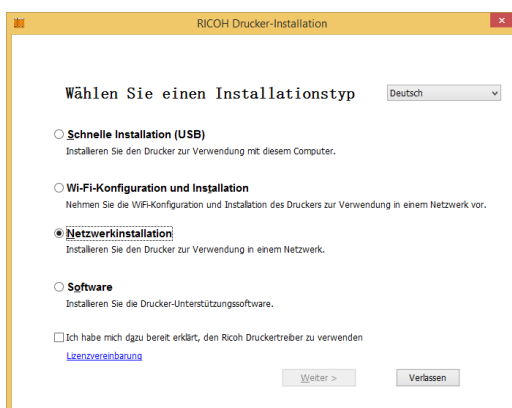 RICOH Drucker-Installation
Wählen Sie einen Installationstyp
Deutsch
Schnelle Installation (USB)
Installieren Sie den Drucker zur Verwendung mit diesem Computer.
Wi-Fi-Konfiguration und Installation
Nehmen Sie die WiFi-Konfiguration und Installation des Druckers zur Verwendung in einem Netzwerk vor.
Netzwerkinstallation
Installieren Sie den Drucker zur Verwendung in einem Netzwerk.
Software
Installieren Sie die Drucker-Unterstützungssoftware.
Ich habe mich dazu bereit erklärt, den Ricoh Druckertreiber zu verwenden
Lizenzvereinbarung
Weiter >
Verlassen